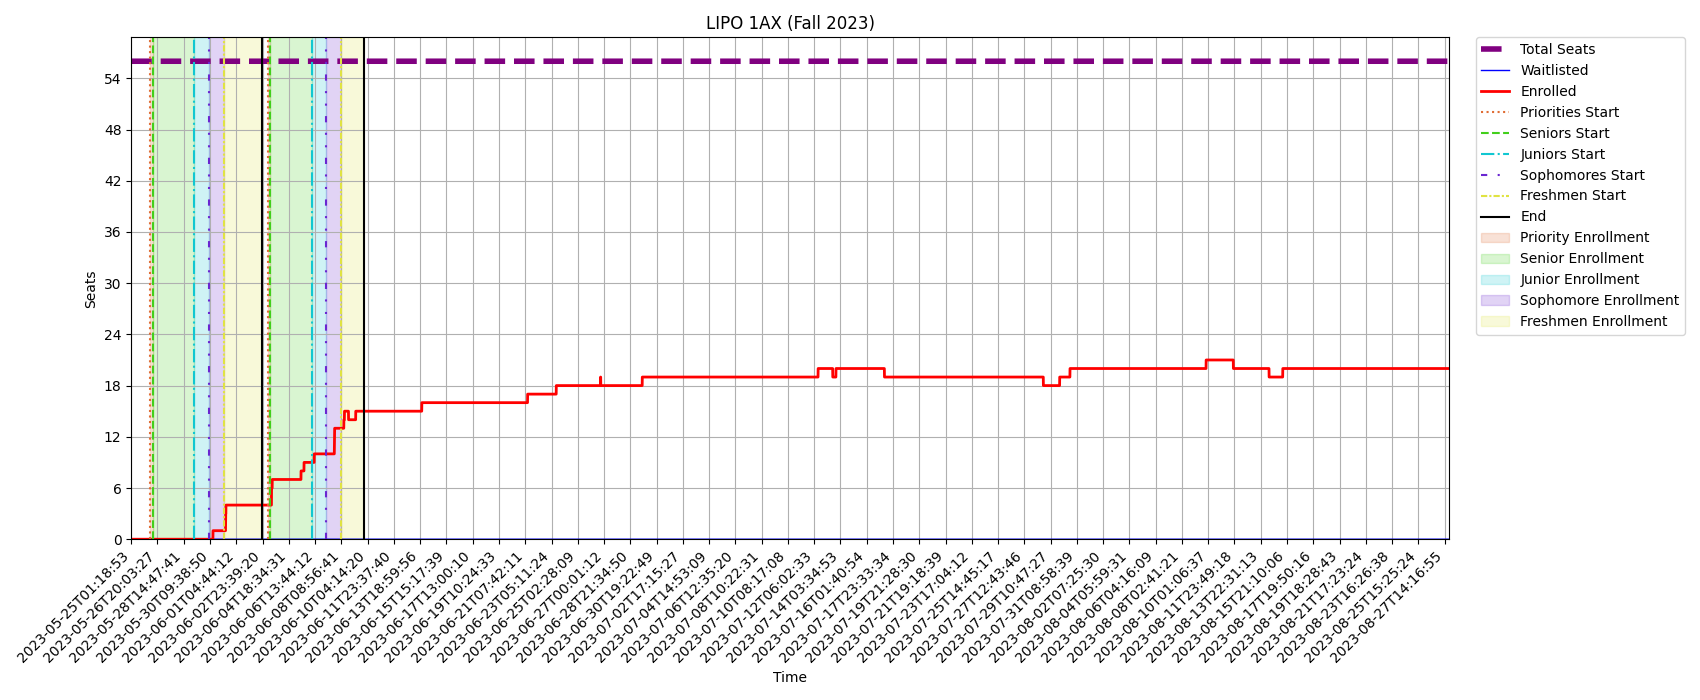 LIPO 1AX (Fall 2023)
Seats
54
48
42
36
30
24
18
12
6
0
2023-05-25T01:18:53
2023-05-26T20:03:27
2023-05-28T14:47:41
2023-05-30T09:38:50
2023-06-01T04:44:12
2023-06-02T23:39:20
2023-06-04T18:34:31
2023-06-06T13:44:12
2023-06-08T08:56:41
2023-06-10T04:14:20
2023-06-11T23:37:40
2023-06-13T18:59:56
2023-06-15T15:17:39
2023-06-17T13:00:10
2023-06-19T10:24:33
2023-06-21T07:42:11
2023-06-23T05:11:24
2023-06-25T02:28:09
2023-06-27T00:01:12
2023-06-28T21:34:50
2023-06-30T19:22:49
2023-07-02T17:15:27
2023-07-04T14:53:09
2023-07-06T12:35:20
2023-07-08T10:22:31
2023-07-10T08:17:08
2023-07-12T06:02:33
2023-07-14T03:34:53
2023-07-16T01:40:54
2023-07-17T23:33:34
2023-07-19T21:28:30
2023-07-21T19:18:39
2023-07-23T17:04:12
2023-07-25T14:45:17
2023-07-27T12:43:46
2023-07-29T10:47:27
2023-07-31T08:58:39
2023-08-02T07:25:30
2023-08-04T05:59:31
2023-08-06T04:16:09
2023-08-08T02:41:21
2023-08-10T01:06:37
2023-08-11T23:49:18
2023-08-13T22:31:13
2023-08-15T21:10:06
2023-08-17T19:50:16
2023-08-19T18:28:43
2023-08-21T17:23:24
2023-08-23T16:26:38
2023-08-25T15:25:24
2023-08-27T14:16:55
Time
Total Seats
Waitlisted
Enrolled
Priorities Start
Seniors Start
Juniors Start
Sophomores Start
Freshmen Start
End
Priority Enrollment
Senior Enrollment
Junior Enrollment
Sophomore Enrollment
Freshmen Enrollment